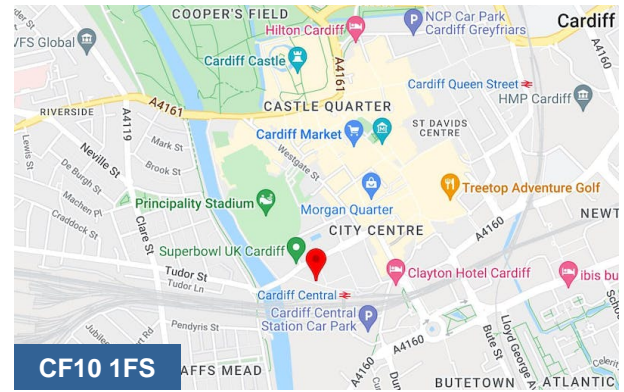 COOPER'S FIELD
NCP Car Park
Cardiff Greyfriars
Cardiff
VFS Global
Hilton Cardiff
Cardiff Castle
A4161
A4161
Cardiff Queen Street
HMP Cardiff
RIVERSIDE
A4119
CASTLE QUARTER
ST DAVIDS
CENTRE
Lewis St
Neville St
Mark St
Cardiff Market
De Burgh St
Brook St
Westgate St
Machen Pl
Craddock St
Clare St
Principality Stadium
Morgan Quarter
Treetop Adventure Golf
CITY CENTRE
A4160
NEWT
Superbowl UK Cardiff
Tudor St
Tudor Ln
Clayton Hotel Cardiff
ibis bu
Cardiff Central
Cardiff Central
Station Car Park
Pendyris St
A4160
A4160
Bute St
Lloyd George Av
CF10 1FS
AFFS MEAD
BUTETOWN
ATLANTIC